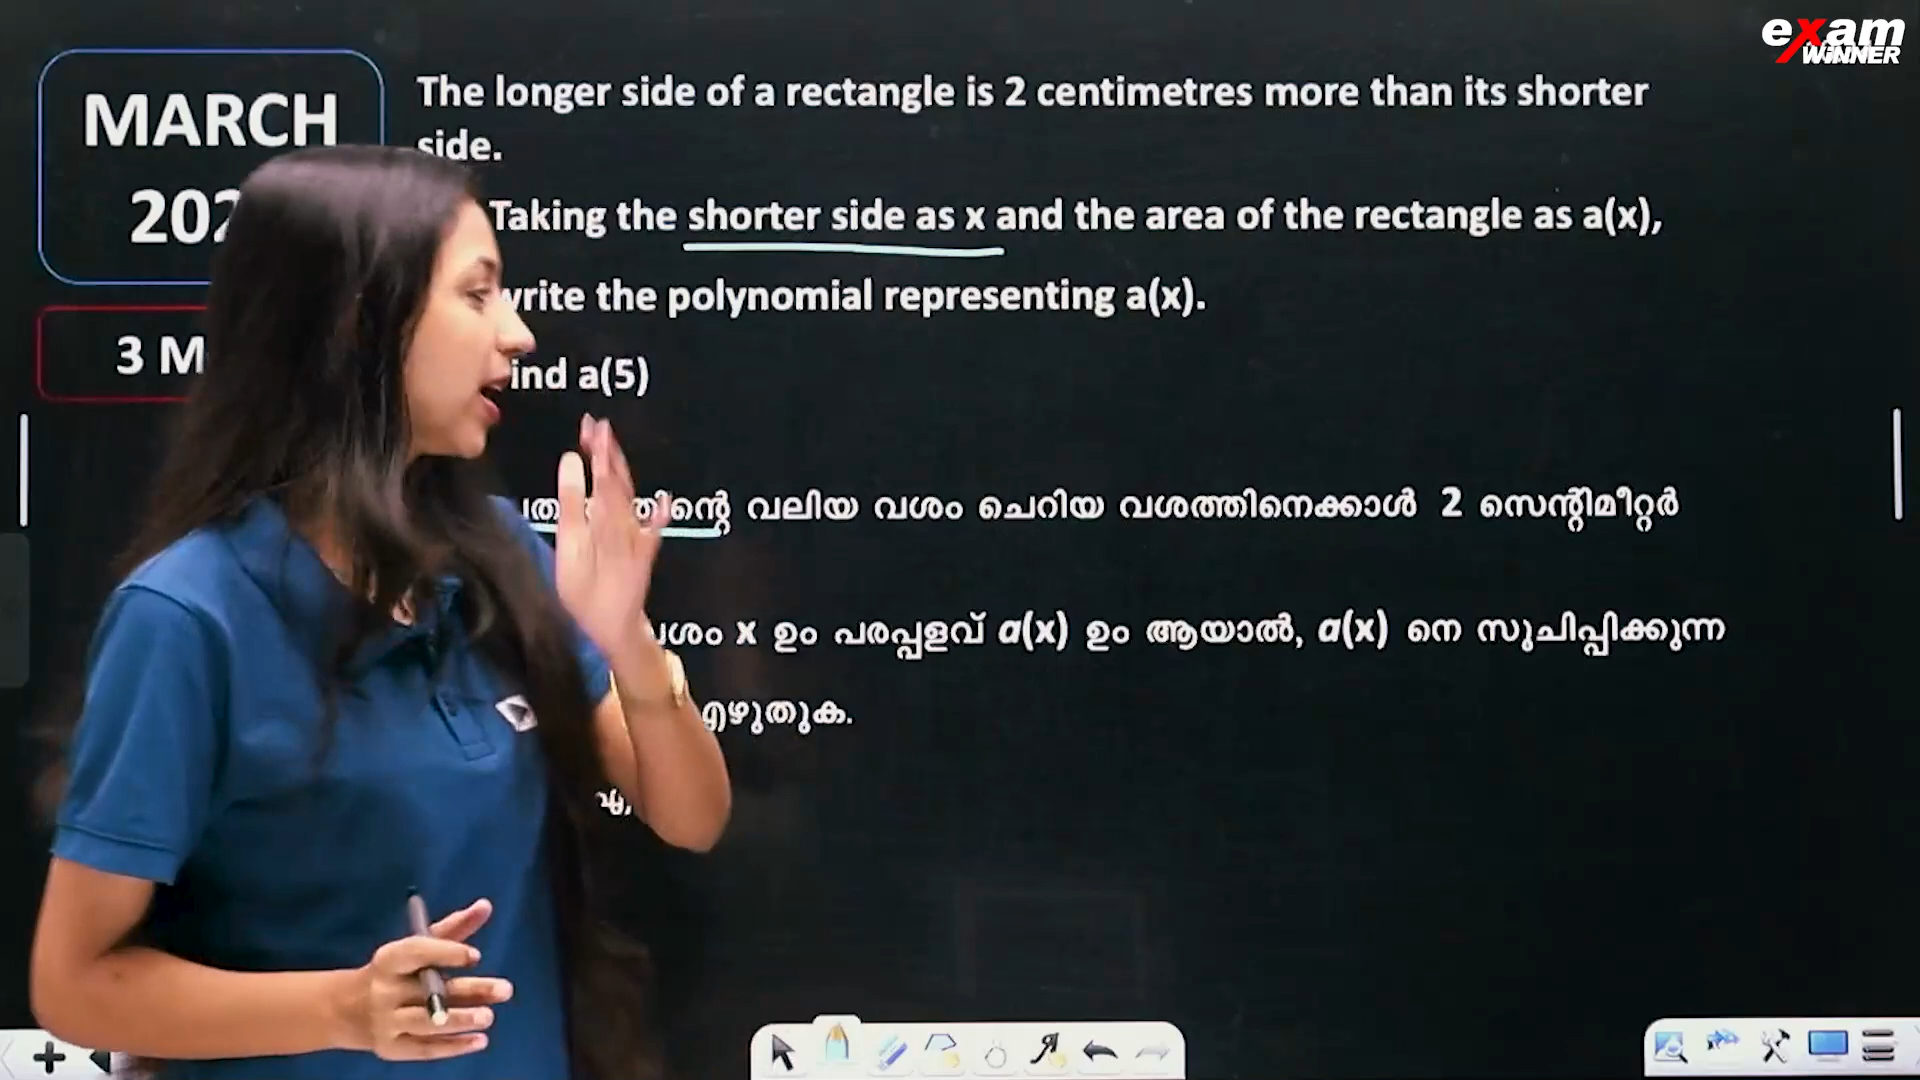 exam
WINNER
MARCH
The longer side of a rectangle is 2 centimetres more than its shorter
side.
Taking the shorter side as x and the area of the rectangle as a(x),
write the polynomial representing a(x).
3
a(5)
വലിയ വശം ചെറിയ വശത്തിനെക്കാൾ 2 സെന്റിമീറ്റർ
x ഉം പരപ്പളവ് a(x) ഉം ആയാൽ, a(x) നെ സൂചിപ്പിക്കുന്ന
എഴുതുക.